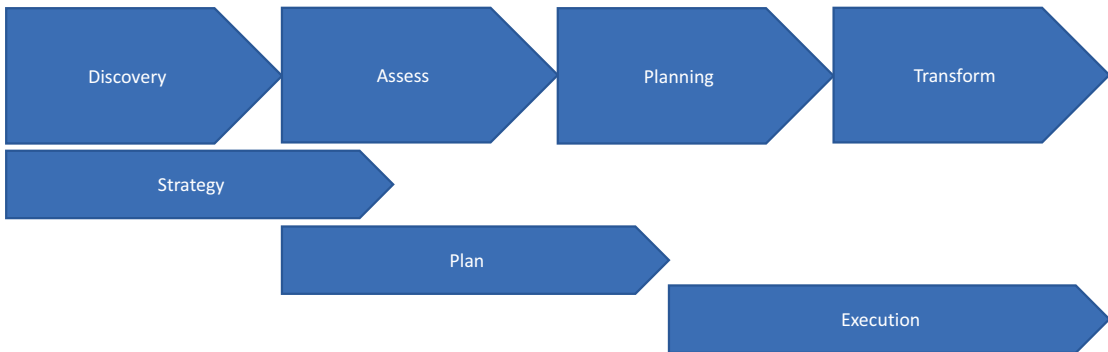 Discovery
Assess
Planning
Transform
Strategy
Plan
Execution